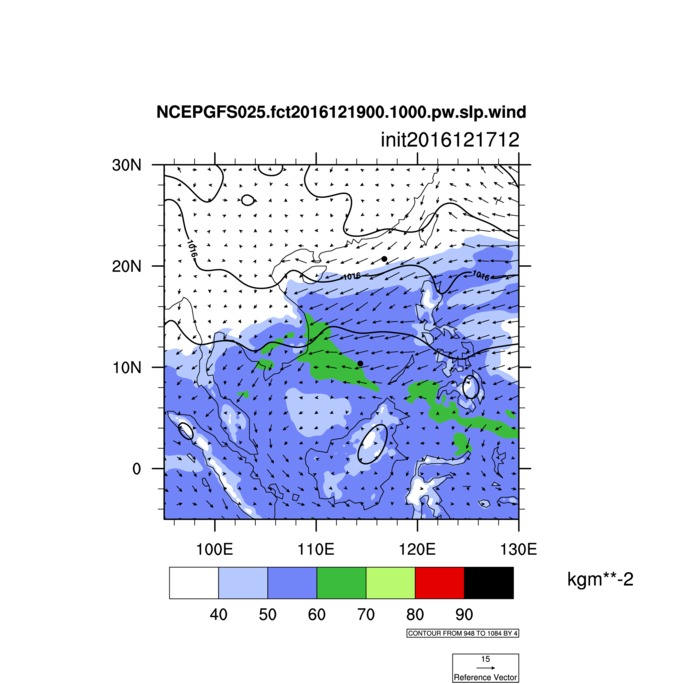 NCEPGFS025.fct2016121900.1000.pw.slp.wind
init2016121712
30N
20N
10N
0
1016
1016
1016
100E
110E
120E
130E
40
50
60
70
80
90
kgm**-2
CONTOUR FROM 948 TO 1084 BY 4
15
Reference Vector